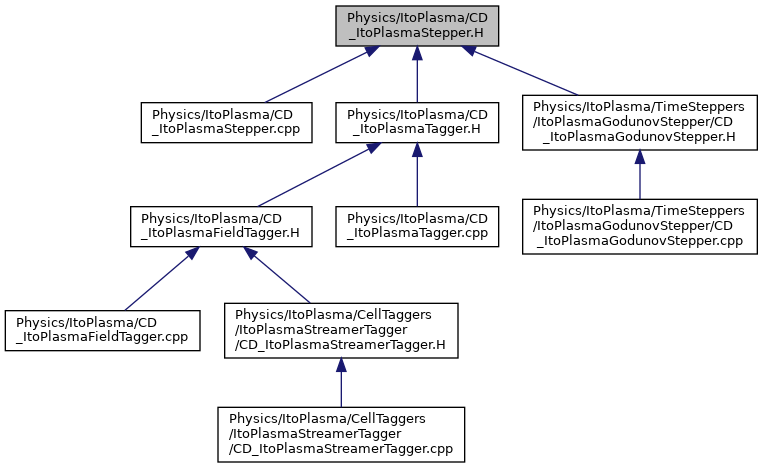 Physics/ItoPlasma/CD
_ItoPlasmaStepper.H
Physics/ItoPlasma/CD
_ItoPlasmaStepper.cpp
Physics/ItoPlasma/CD
_ItoPlasmaTagger.H
Physics/ItoPlasma/TimeSteppers
/ItoPlasmaGodunovStepper/CD
_ItoPlasmaGodunovStepper.H
Physics/ItoPlasma/CD
_ItoPlasmaFieldTagger.H
Physics/ItoPlasma/CD
_ItoPlasmaTagger.cpp
Physics/ItoPlasma/TimeSteppers
/ItoPlasmaGodunovStepper/CD
_ItoPlasmaGodunovStepper.cpp
Physics/ItoPlasma/CD
_ItoPlasmaFieldTagger.cpp
Physics/ItoPlasma/CellTaggers
/ItoPlasmaStreamerTagger
/CD_ItoPlasmaStreamerTagger.H
Physics/ItoPlasma/CellTaggers
/ItoPlasmaStreamerTagger
/CD_ItoPlasmaStreamerTagger.cpp